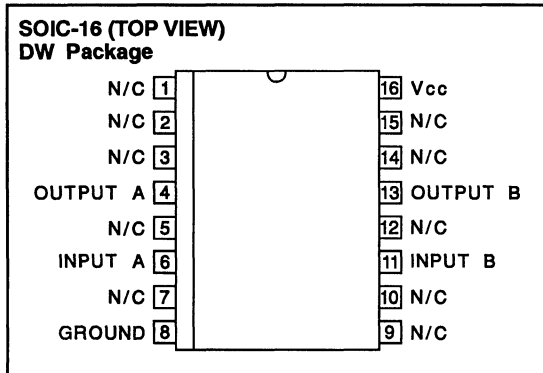 SOIC-16 (TOP VIEW)
DW Package
N/C 1 16 Vcc
N/C 2 15 N/C
N/C 3 14 N/C
OUTPUT A 4 13 OUTPUT B
N/C 5 12 N/C
INPUT A 6 11 INPUT B
N/C 7 10 N/C
GROUND 8 9 N/C